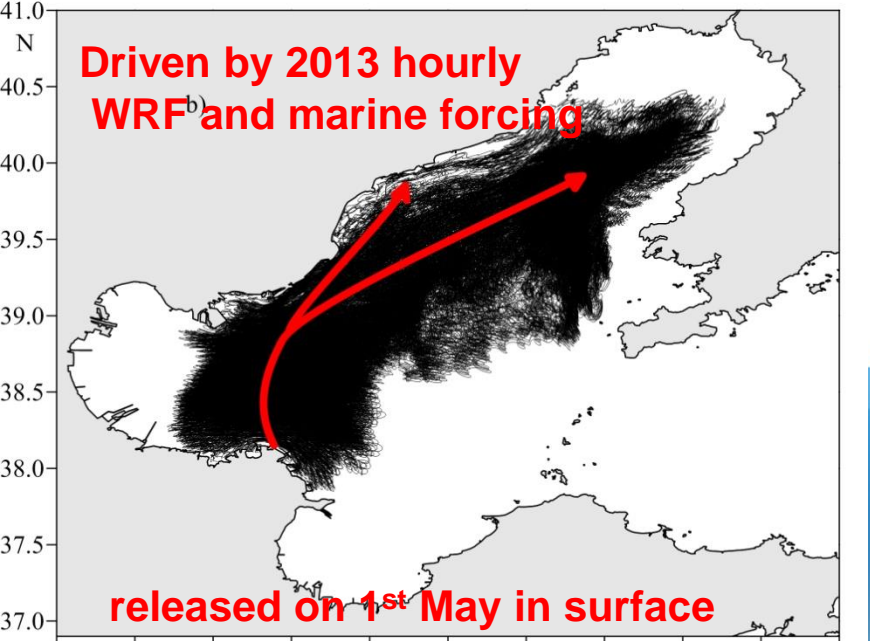 41.0
N
Driven by 2013 hourly
40.5
b)
WRF and marine forcing
40.0
39.5
39.0
38.5
38.0
37.5
released on 1st May in surface
37.0